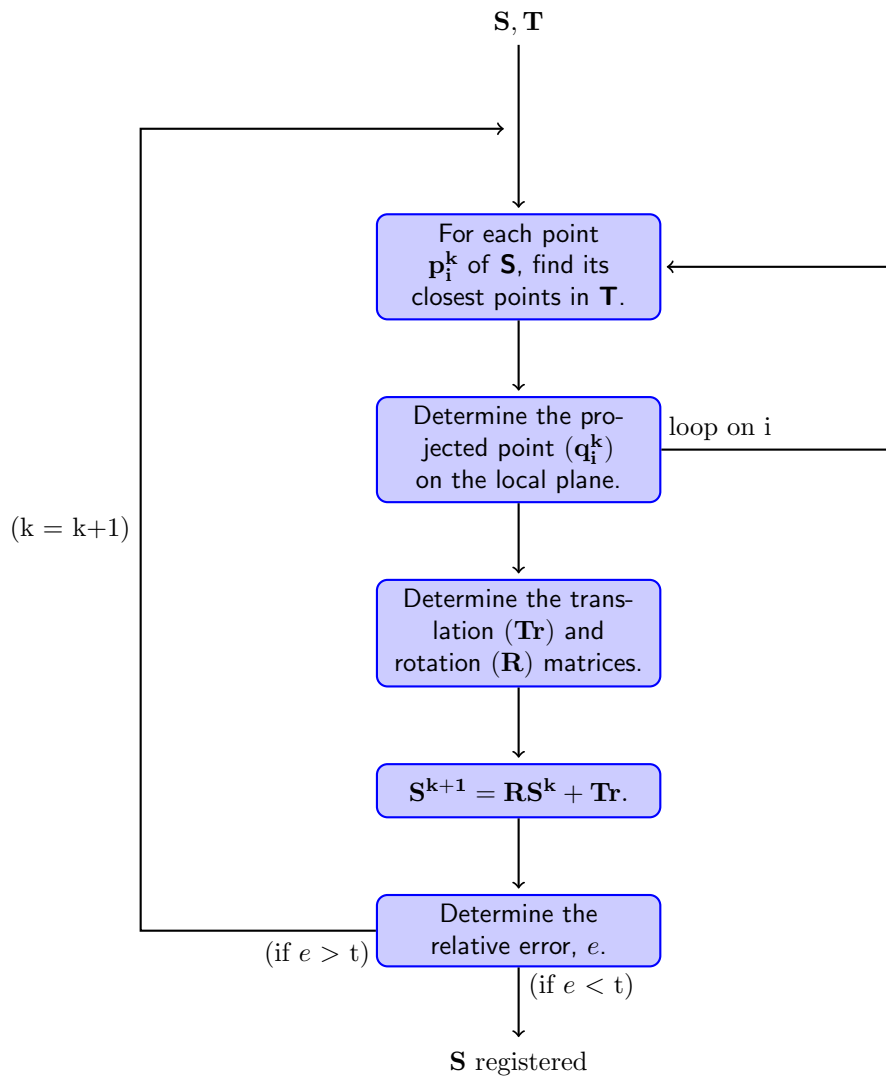 S, T
For each point
p_i^k of S, find its
closest points in T.
Determine the pro-
jected point (q_i^k)
on the local plane.
loop on i
(k = k+1)
Determine the trans-
lation (Tr) and
rotation (R) matrices.
S^{k+1} = RS^k + Tr.
Determine the
relative error, e.
(if e > t)
(if e < t)
S registered